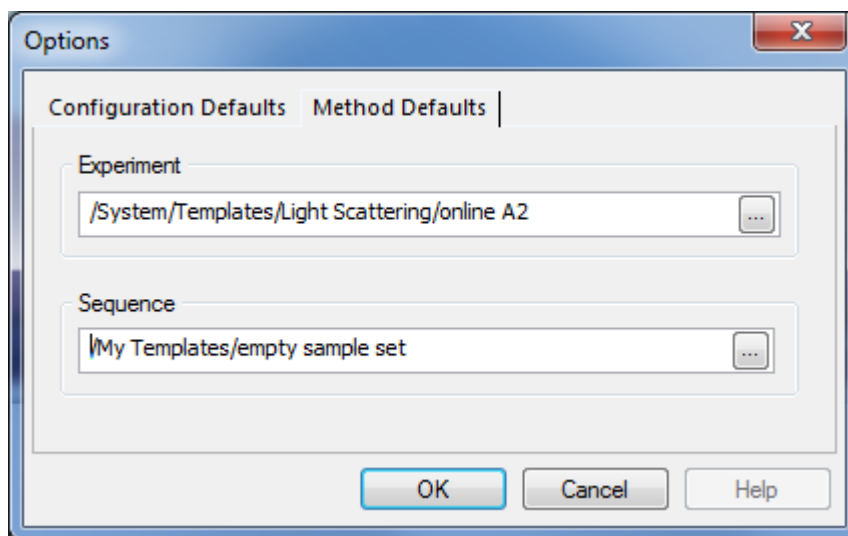 Options
Configuration Defaults Method Defaults
Experiment
/System/Templates/Light Scattering/online A2
...
Sequence
/My Templates/empty sample set
...
OK Cancel Help